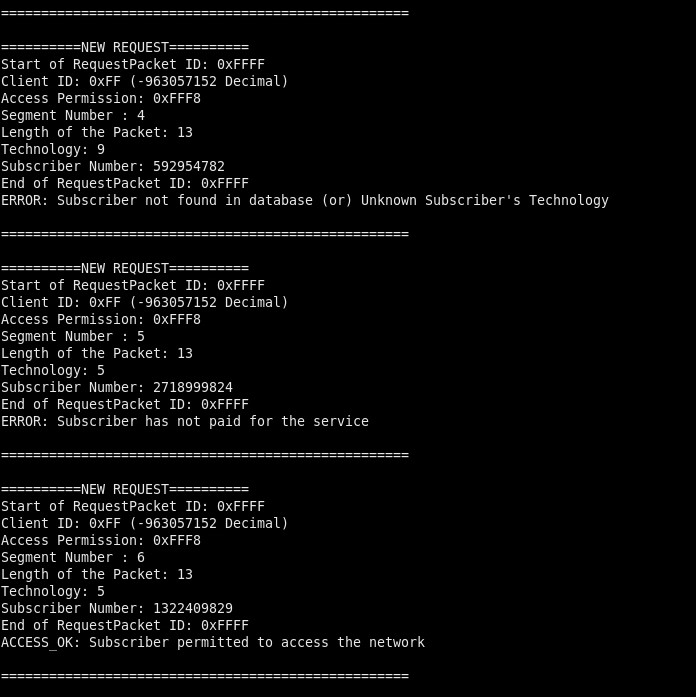 ===================================================
==========NEW REQUEST==========
Start of RequestPacket ID: 0xFFFF
Client ID: 0xFF (-963057152 Decimal)
Access Permission: 0xFFF8
Segment Number : 4
Length of the Packet: 13
Technology: 9
Subscriber Number: 592954782
End of RequestPacket ID: 0xFFFF
ERROR: Subscriber not found in database (or) Unknown Subscriber's Technology
===================================================
==========NEW REQUEST==========
Start of RequestPacket ID: 0xFFFF
Client ID: 0xFF (-963057152 Decimal)
Access Permission: 0xFFF8
Segment Number : 5
Length of the Packet: 13
Technology: 5
Subscriber Number: 2718999824
End of RequestPacket ID: 0xFFFF
ERROR: Subscriber has not paid for the service
===================================================
==========NEW REQUEST==========
Start of RequestPacket ID: 0xFFFF
Client ID: 0xFF (-963057152 Decimal)
Access Permission: 0xFFF8
Segment Number : 6
Length of the Packet: 13
Technology: 5
Subscriber Number: 1322409829
End of RequestPacket ID: 0xFFFF
ACCESS_OK: Subscriber permitted to access the network
===================================================